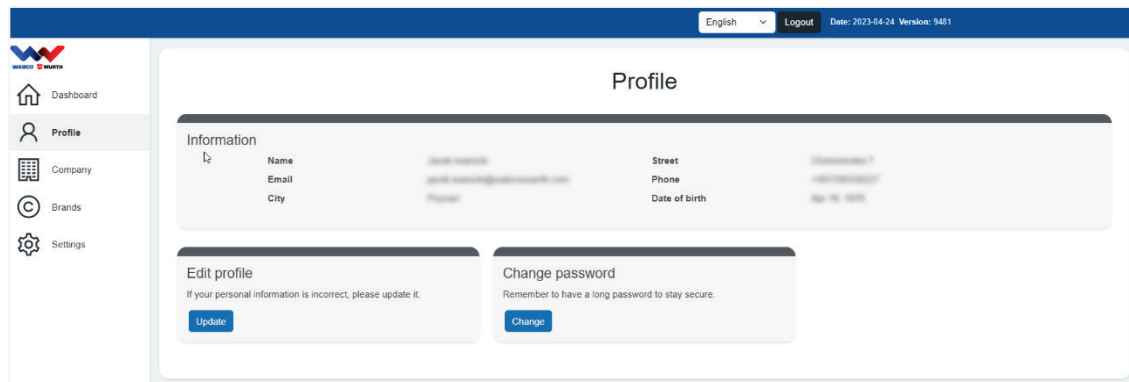 English Logout Date: 2023-04-24 Version: 9481
WABCO WÜRTH
Dashboard
Profile
Company
Brands
Settings
Profile
Information
Name Street
Email Phone
City Date of birth
Edit profile
If your personal information is incorrect, please update it.
Update
Change password
Remember to have a long password to stay secure.
Change